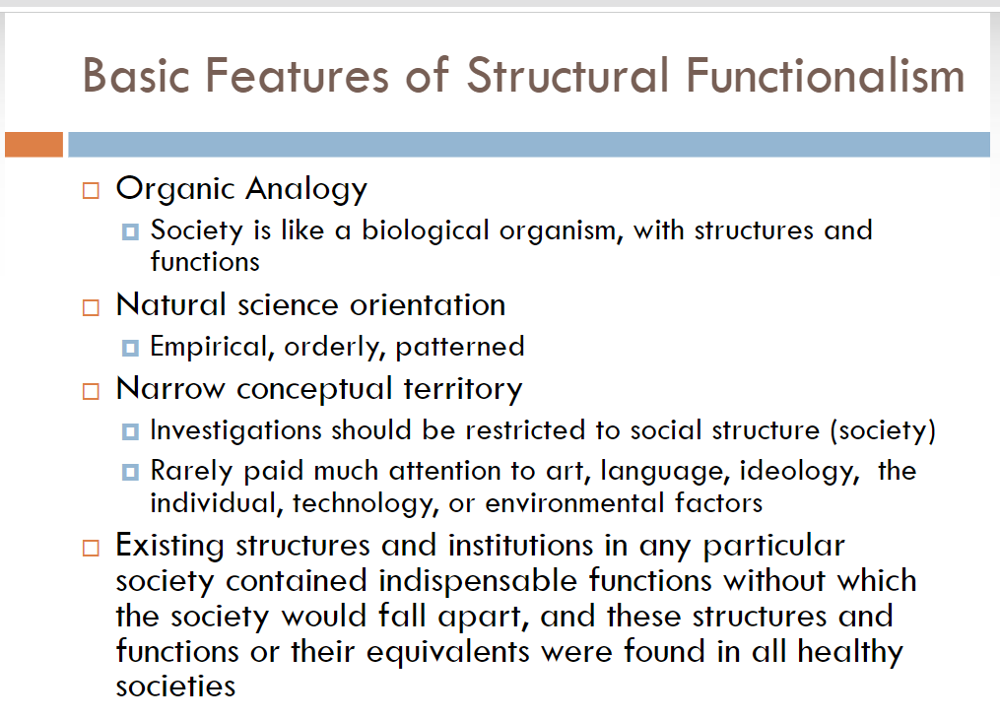 Basic Features of Structural Functionalism
Organic Analogy
Society is like a biological organism, with structures and
functions
Natural science orientation
Empirical, orderly, patterned
Narrow conceptual territory
Investigations should be restricted to social structure (society)
Rarely paid much attention to art, language, ideology,  the
individual, technology, or environmental factors
Existing structures and institutions in any particular
society contained indispensable functions without which
the society would fall apart, and these structures and
functions or their equivalents were found in all healthy
societies